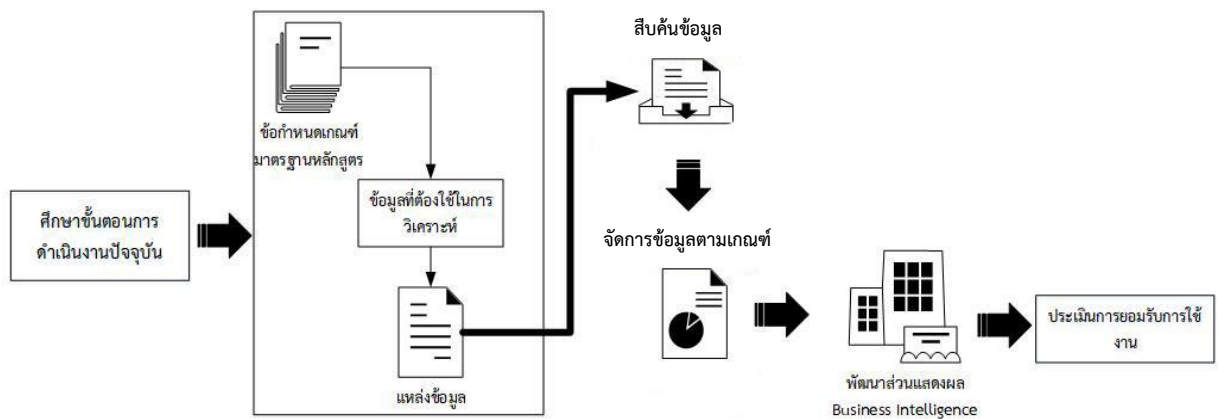 ศึกษาขั้นตอนการ
ดำเนินงานปัจจุบัน
ข้อกำหนดเกณฑ์
มาตรฐานหลักสูตร
ข้อมูลที่ต้องใช้ในการ
วิเคราะห์
แหล่งข้อมูล
สืบค้นข้อมูล
จัดการข้อมูลตามเกณฑ์
พัฒนาส่วนแสดงผล
Business Intelligence
ประเมินการยอมรับการใช้
งาน